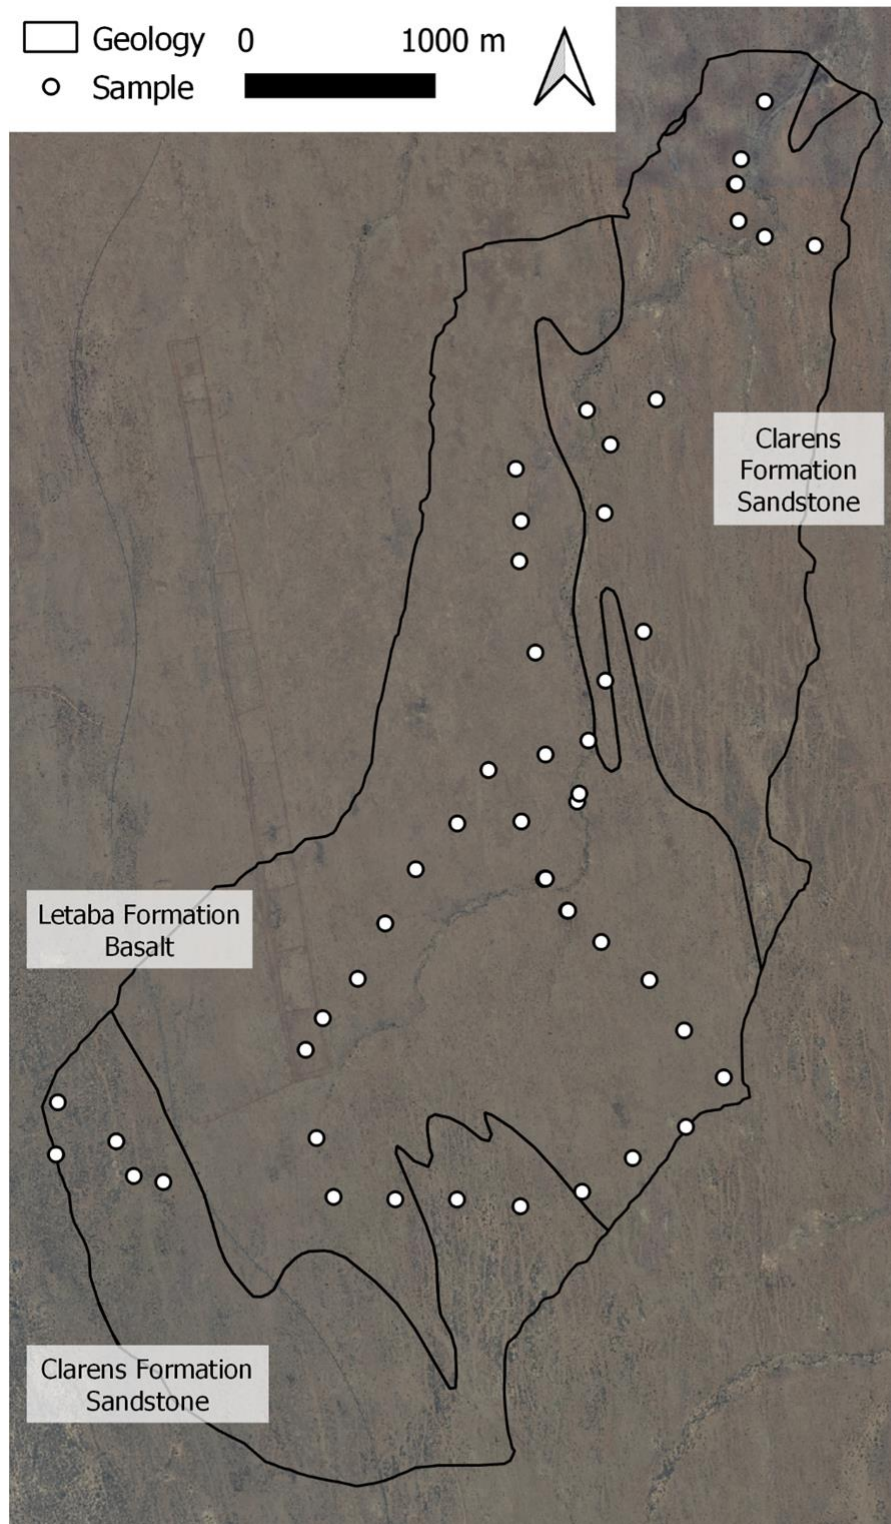 Geology 0 1000 m
Sample
Clarens
Formation
Sandstone
Letaba Formation
Basalt
Clarens Formation
Sandstone